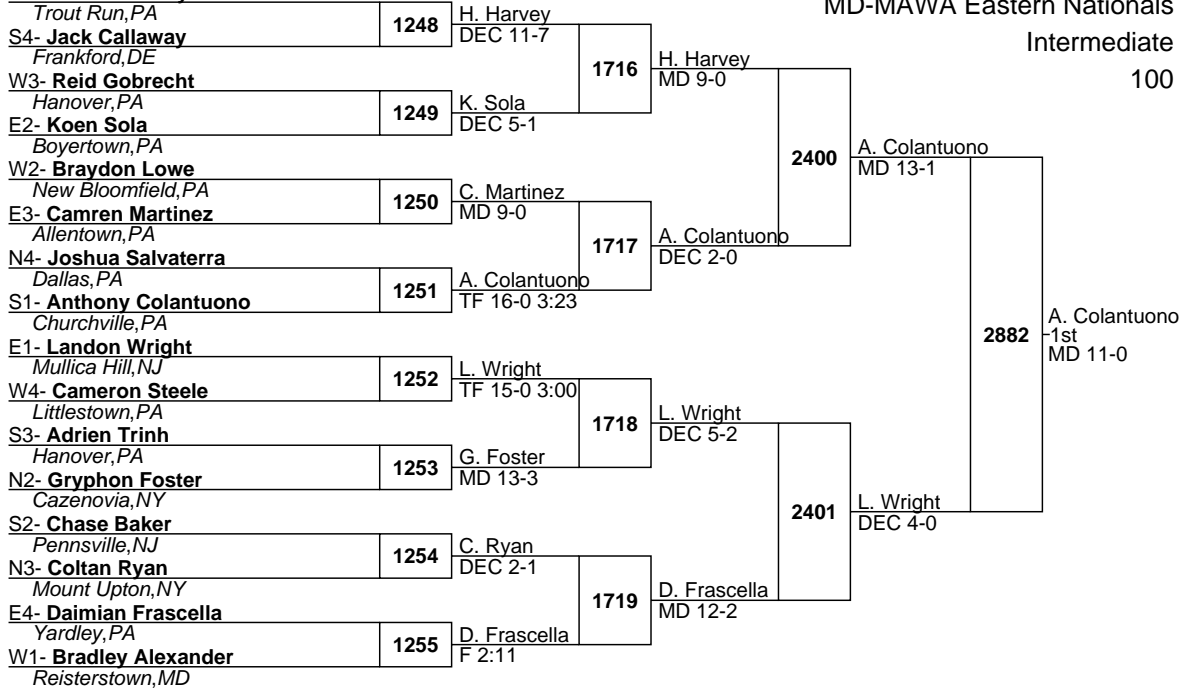 MD-MAWA Eastern Nationals
Intermediate
100
Trout Run,PA
S4- Jack Callaway
Frankford,DE
W3- Reid Gobrecht
Hanover,PA
E2- Koen Sola
Boyertown,PA
W2- Braydon Lowe
New Bloomfield,PA
E3- Camren Martinez
Allentown,PA
N4- Joshua Salvaterra
Dallas,PA
S1- Anthony Colantuono
Churchville,PA
E1- Landon Wright
Mullica Hill,NJ
W4- Cameron Steele
Littlestown,PA
S3- Adrien Trinh
Hanover,PA
N2- Gryphon Foster
Cazenovia,NY
S2- Chase Baker
Pennsville,NJ
N3- Coltan Ryan
Mount Upton,NY
E4- Daimian Frascella
Yardley,PA
W1- Bradley Alexander
Reisterstown,MD
1248
H. Harvey
DEC 11-7
1249
K. Sola
DEC 5-1
1250
C. Martinez
MD 9-0
1251
A. Colantuono
TF 16-0 3:23
1252
L. Wright
TF 15-0 3:00
1253
G. Foster
MD 13-3
1254
C. Ryan
DEC 2-1
1255
D. Frascella
F 2:11
1716
H. Harvey
MD 9-0
1717
A. Colantuono
DEC 2-0
1718
L. Wright
DEC 5-2
1719
D. Frascella
MD 12-2
2400
A. Colantuono
MD 13-1
2401
L. Wright
DEC 4-0
2882
A. Colantuono
1st
MD 11-0